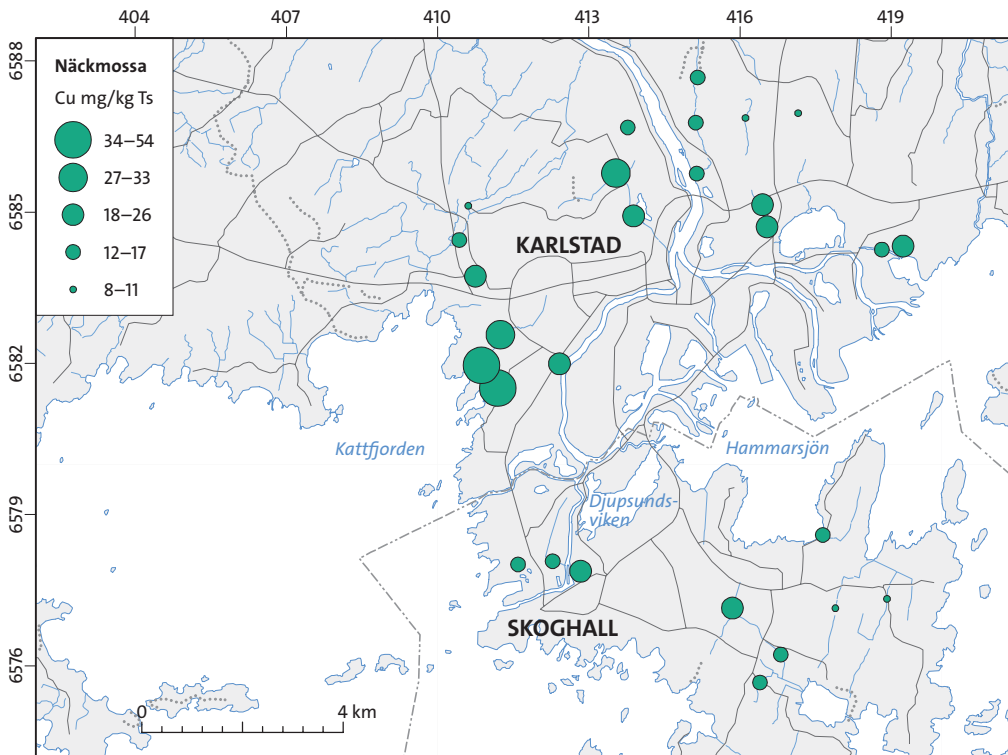 404 407 410 413 416 419
6588
6585
6582
6579
6576
Näckmossa
Cu mg/kg Ts
34–54
27–33
18–26
12–17
8–11
KARLSTAD
Kattfjorden
Hammarsjön
Djupsunds-
viken
SKOGHALL
0 4 km